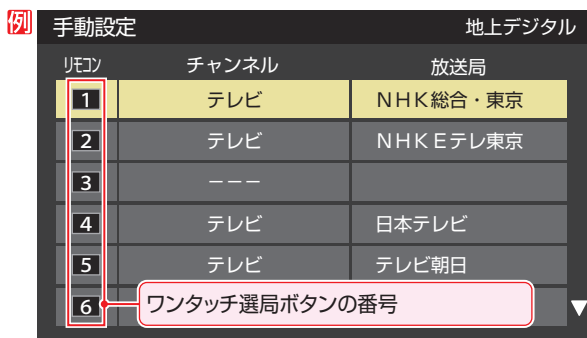 例
手動設定 地上デジタル
リモコン チャンネル 放送局
1 テレビ NHK総合・東京
2 テレビ NHKEテレ東京
3 −−−
4 テレビ 日本テレビ
5 テレビ テレビ朝日
6 ワンタッチ選局ボタンの番号